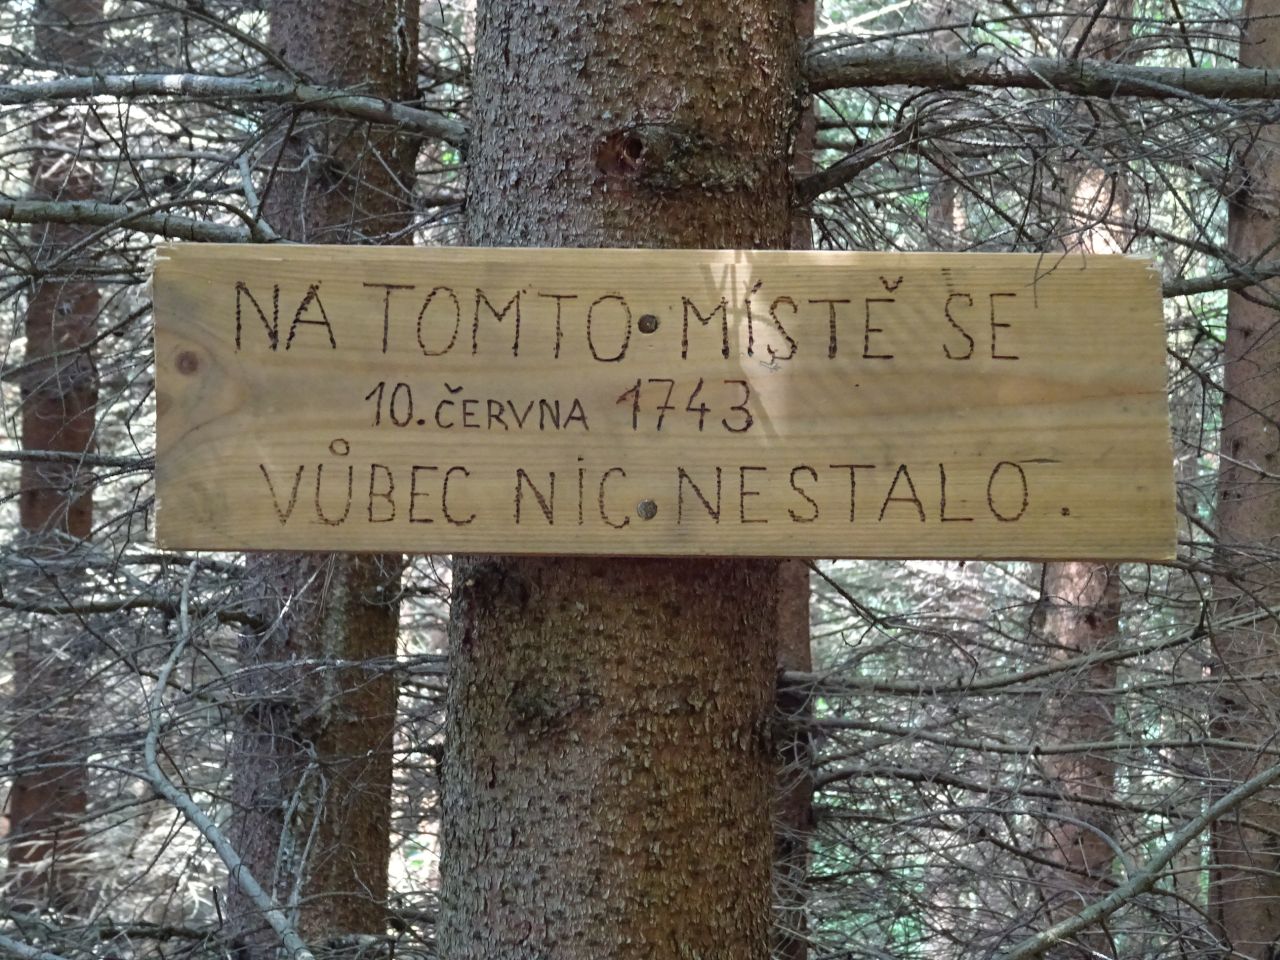 NA TOMTO MÍSTĚ SE
10. ČERVNA 1743
VŮBEC NIC NESTALO.